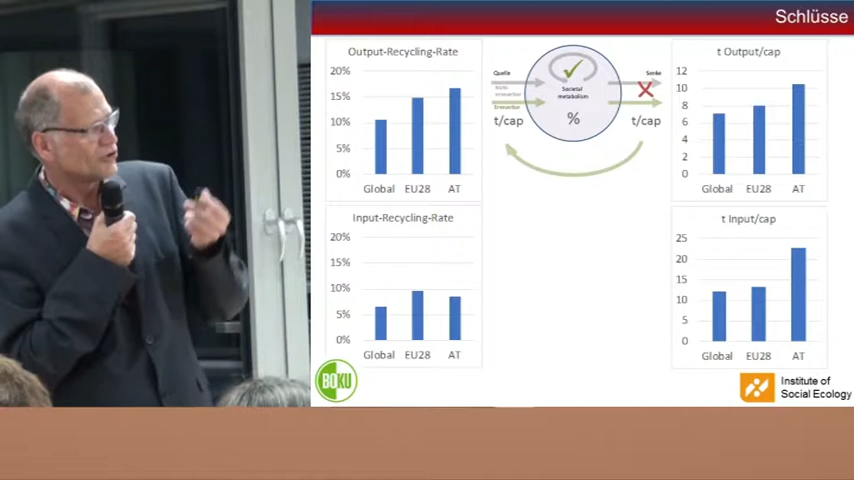 Schlüsse
Output-Recycling-Rate
20%
15%
10%
5%
0%
Global EU28 AT
Input-Recycling-Rate
20%
15%
10%
5%
0%
Global EU28 AT
Quelle
Nicht
erneuerbar
Erneuerbar
t/cap
Societal
metabolism
%
Senke
t/cap
t Output/cap
12
10
8
6
4
2
0
Global EU28 AT
t Input/cap
25
20
15
10
5
0
Global EU28 AT
BOKU
Institute of
Social Ecology